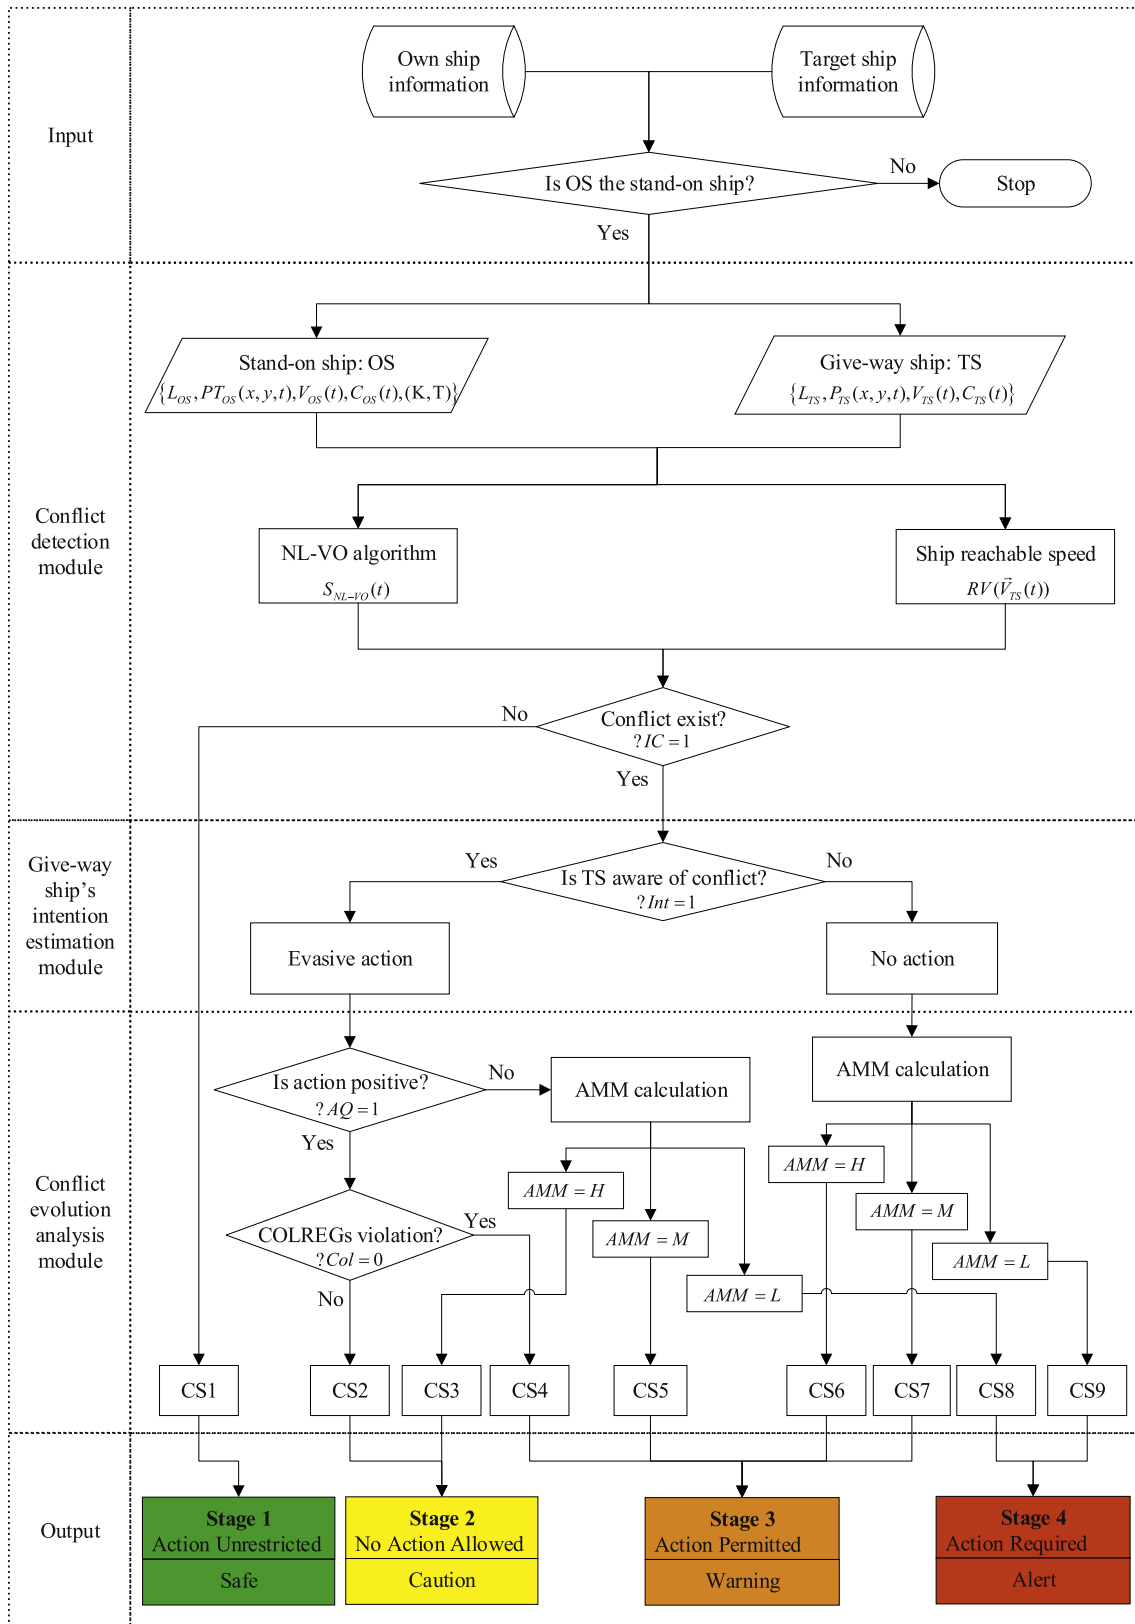 Input
Own ship
information
Target ship
information
Is OS the stand-on ship?
No
Stop
Yes
Conflict
detection
module
Stand-on ship: OS
{L_OS, PT_OS(x, y, t), V_OS(t), C_OS(t), (K, T)}
Give-way ship: TS
{L_TS, P_TS(x, y, t), V_TS(t), C_TS(t)}
NL-VO algorithm
S_NL-VO(t)
Ship reachable speed
RV(V⃗_TS(t))
Conflict exist?
?IC = 1
No
Yes
Give-way
ship's
intention
estimation
module
Is TS aware of conflict?
?Int = 1
Yes
No
Evasive action
No action
Conflict
evolution
analysis
module
Is action positive?
?AQ = 1
No
Yes
AMM calculation
AMM calculation
AMM = H
AMM = M
AMM = L
AMM = H
AMM = M
AMM = L
COLREGs violation?
?Col = 0
Yes
No
CS1
CS2
CS3
CS4
CS5
CS6
CS7
CS8
CS9
Output
Stage 1
Action Unrestricted
Safe
Stage 2
No Action Allowed
Caution
Stage 3
Action Permitted
Warning
Stage 4
Action Required
Alert